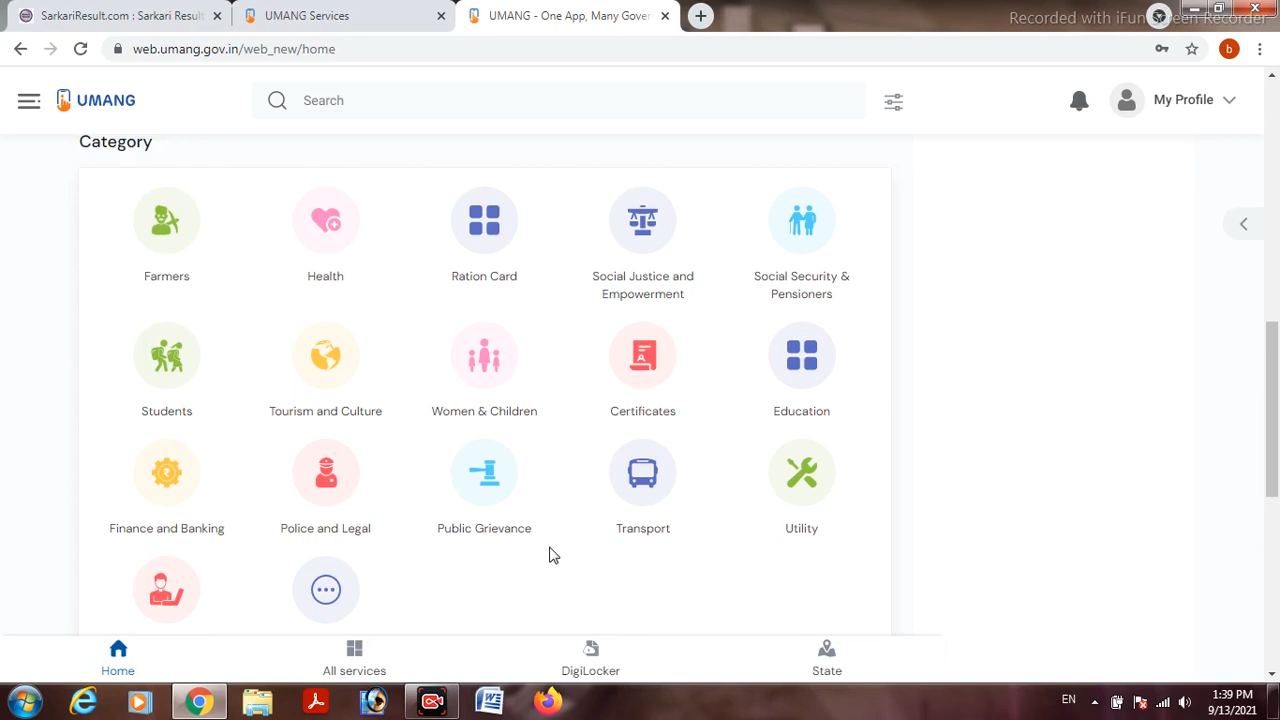 SarkariResult.com : Sarkari Result
UMANG Services
UMANG - One App, Many Gover
Recorded with iFun Screen Recorder
web.umang.gov.in/web_new/home
b
UMANG
Search
My Profile
Category
Farmers
Health
Ration Card
Social Justice and
Empowerment
Social Security &
Pensioners
Students
Tourism and Culture
Women & Children
Certificates
Education
Finance and Banking
Police and Legal
Public Grievance
Transport
Utility
Home
All services
DigiLocker
State
EN
1:39 PM
9/13/2021